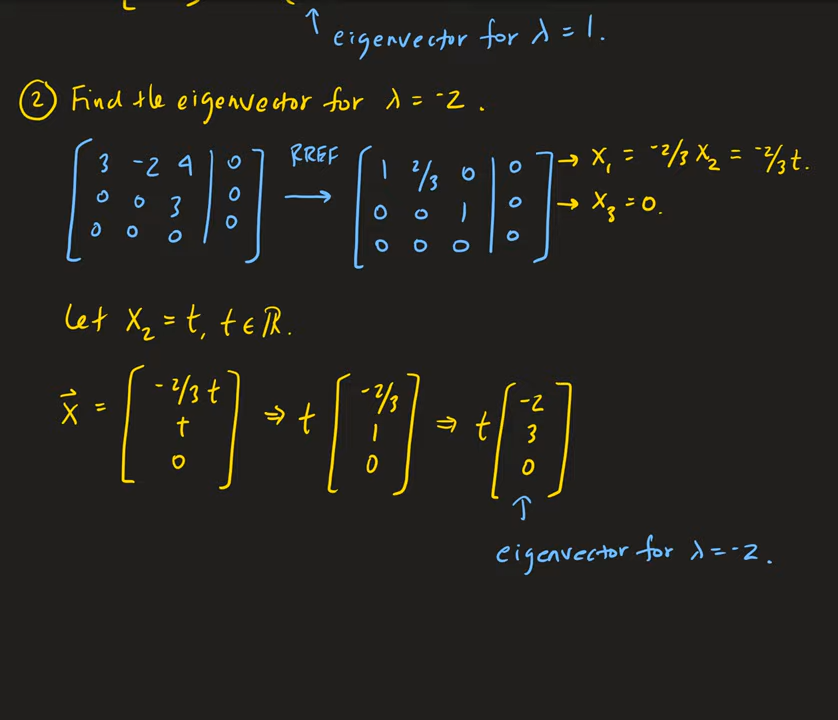 ↑ eigenvector for λ = 1.
② Find the eigenvector for λ = -2.
[ 3 -2 4 | 0 ] RREF [ 1 2/3 0 | 0 ] → x₁ = -2/3 x₂ = -2/3 t.
[ 0 0 3 | 0 ] → [ 0 0 1 | 0 ] → x₃ = 0.
[ 0 0 0 | 0 ] [ 0 0 0 | 0 ]
Let x₂ = t, t ∈ ℝ.
[ -2/3 t ] [ -2/3 ] [ -2 ]
x⃗ = [ t ] ⇒ t [ 1 ] ⇒ t [ 3 ]
[ 0 ] [ 0 ] [ 0 ]
↑
eigenvector for λ = -2.